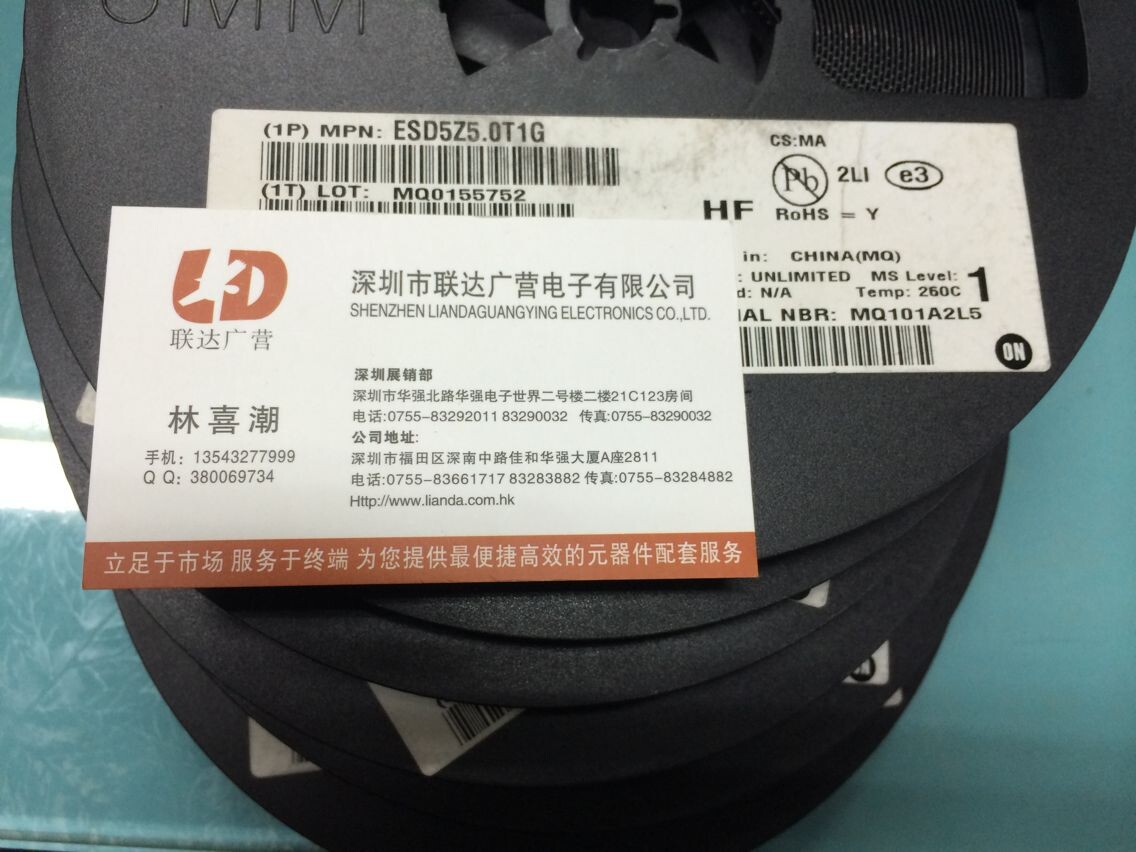 8MM
(1P) MPN: ESD5Z5.0T1G
CS:MA
Pb 2LI e3
(1T) LOT: MQ0155752
HF RoHS = Y
in: CHINA(MQ)
: UNLIMITED MS Level: 1
d: N/A Temp: 260C
IAL NBR: MQ101A2L5
ON
LD
联达广营
深圳市联达广营电子有限公司
SHENZHEN LIANDAGUANGYING ELECTRONICS CO.,LTD.
林喜潮
手机：13543277999
Q Q：380069734
深圳展销部
深圳市华强北路华强电子世界二号楼二楼21C123房间
电话:0755-83292011 83290032 传真:0755-83290032
公司地址:
深圳市福田区深南中路佳和华强大厦A座2811
电话:0755-83661717 83283882 传真:0755-83284882
Http://www.lianda.com.hk
立足于市场 服务于终端 为您提供最便捷高效的元器件配套服务
ON